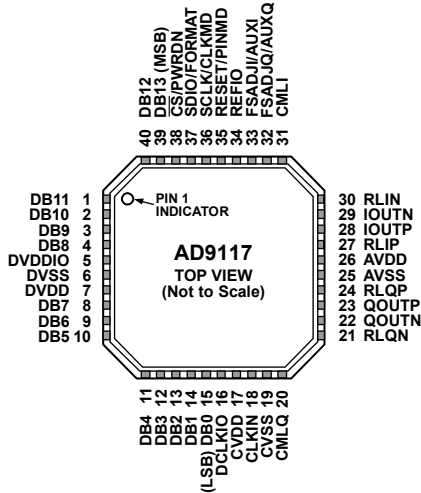 40 DB12
39 DB13 (MSB)
38 CS/PWRDN
37 SDIO/FORMAT
36 SCLK/CLKMD
35 RESET/PINMD
34 REFIO
33 FSADJI/AUXI
32 FSADJQ/AUXQ
31 CMLI
DB11 1
DB10 2
DB9 3
DB8 4
DVDDIO 5
DVSS 6
DVDD 7
DB7 8
DB6 9
DB5 10
PIN 1
INDICATOR
AD9117
TOP VIEW
(Not to Scale)
30 RLIN
29 IOUTN
28 IOUTP
27 RLIP
26 AVDD
25 AVSS
24 RLQP
23 QOUTP
22 QOUTN
21 RLQN
DB4 11
DB3 12
DB2 13
DB1 14
(LSB) DB0 15
DCLKIO 16
CVDD 17
CLKIN 18
CVSS 19
CMLQ 20